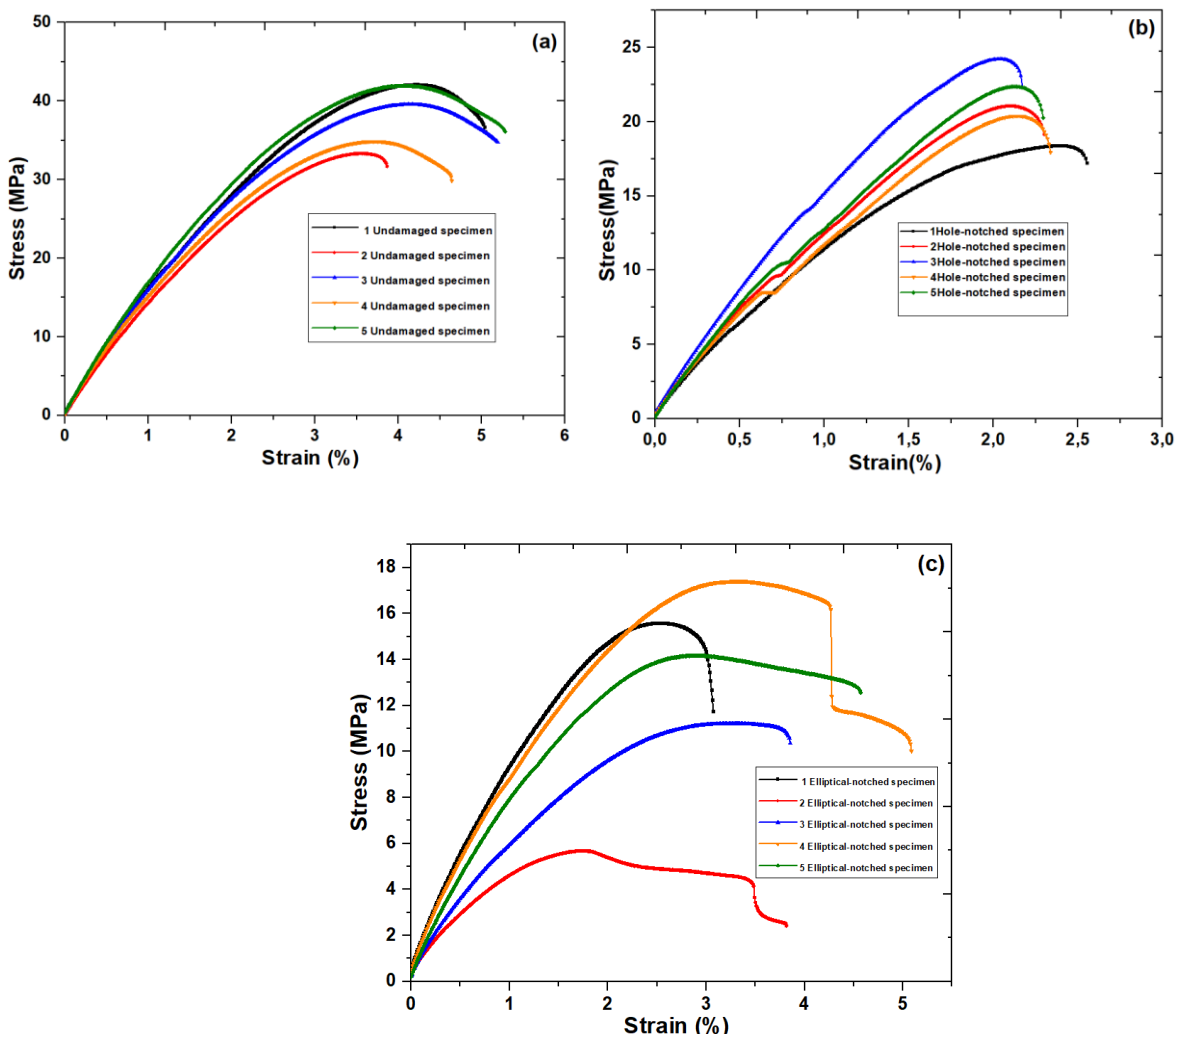 (a)
50
40
30
20
10
0
Stress (MPa)
1 Undamaged specimen
2 Undamaged specimen
3 Undamaged specimen
4 Undamaged specimen
5 Undamaged specimen
0 1 2 3 4 5 6
Strain (%)
(b)
25
20
15
10
5
0
Stress(MPa)
1Hole-notched specimen
2Hole-notched specimen
3Hole-notched specimen
4Hole-notched specimen
5Hole-notched specimen
0,0 0,5 1,0 1,5 2,0 2,5 3,0
Strain(%)
(c)
18
16
14
12
10
8
6
4
2
0
Stress (MPa)
1 Elliptical-notched specimen
2 Elliptical-notched specimen
3 Elliptical-notched specimen
4 Elliptical-notched specimen
5 Elliptical-notched specimen
0 1 2 3 4 5
Strain (%)